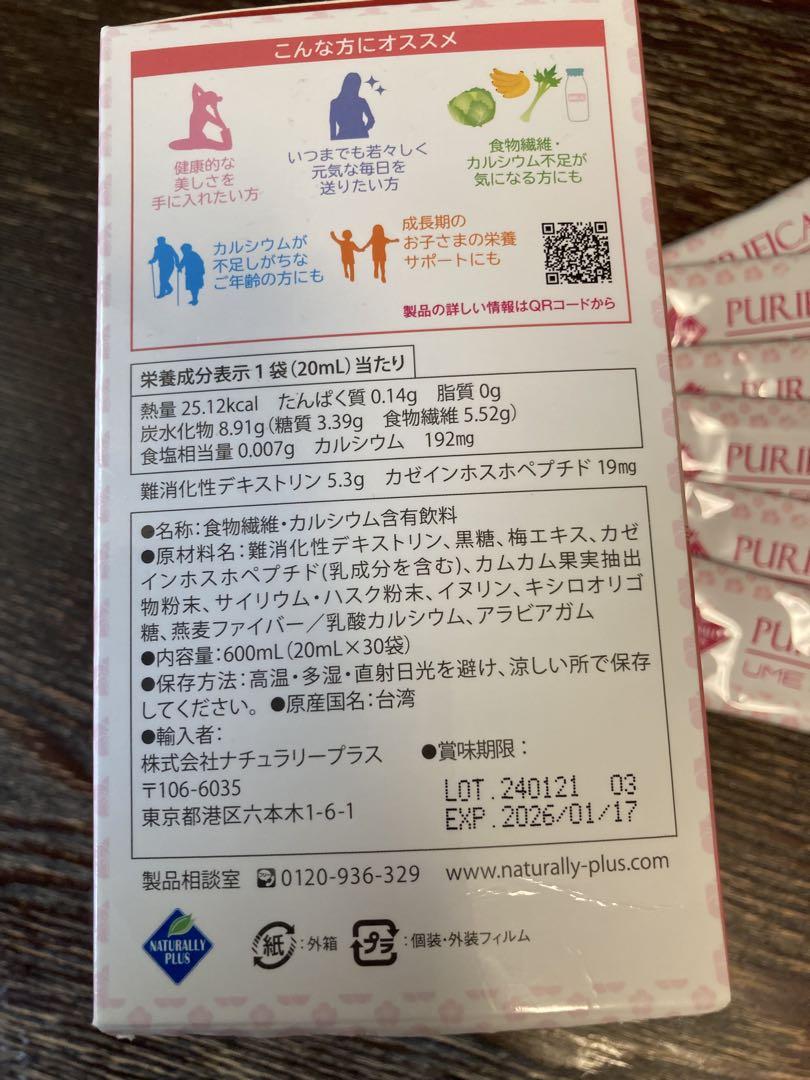 こんな方にオススメ
健康的な
美しさを
手に入れたい方
いつまでも若々しく
元気な毎日を
送りたい方
食物繊維・
カルシウム不足が
気になる方にも
カルシウムが
不足しがちな
ご年齢の方にも
成長期の
お子さまの栄養
サポートにも
製品の詳しい情報はQRコードから
栄養成分表示1袋(20mL)当たり
熱量 25.12kcal たんぱく質 0.14g 脂質 0g
炭水化物 8.91g(糖質 3.39g 食物繊維 5.52g)
食塩相当量 0.007g カルシウム 192mg
難消化性デキストリン 5.3g カゼインホスホペプチド 19mg
●名称:食物繊維・カルシウム含有飲料
●原材料名:難消化性デキストリン、黒糖、梅エキス、カゼ
インホスホペプチド(乳成分を含む)、カムカム果実抽出
物粉末、サイリウム・ハスク粉末、イヌリン、キシロオリゴ
糖、燕麦ファイバー/乳酸カルシウム、アラビアガム
●内容量:600mL(20mL×30袋)
●保存方法:高温・多湿・直射日光を避け、涼しい所で保存
してください。 ●原産国名:台湾
●輸入者:
株式会社ナチュラリープラス
〒106-6035
東京都港区六本木1-6-1
●賞味期限:
LOT.240121 03
EXP.2026/01/17
製品相談室 0120-936-329 www.naturally-plus.com
NATURALLY
PLUS
紙:外箱 プラ:個装・外装フィルム
PURIFICA
PURIF
PUR
PURIF
PURI
PU
UME